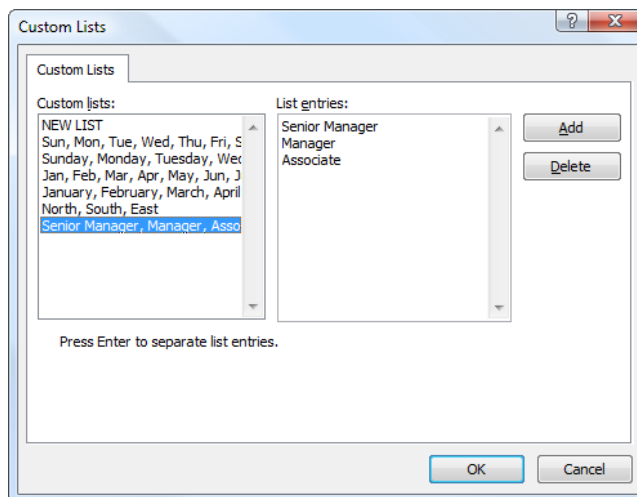 Custom Lists
Custom Lists
Custom lists:
NEW LIST
Sun, Mon, Tue, Wed, Thu, Fri, S
Sunday, Monday, Tuesday, Wed
Jan, Feb, Mar, Apr, May, Jun, J
January, February, March, April
North, South, East
Senior Manager, Manager, Asso
List entries:
Senior Manager
Manager
Associate
Add
Delete
Press Enter to separate list entries.
OK
Cancel